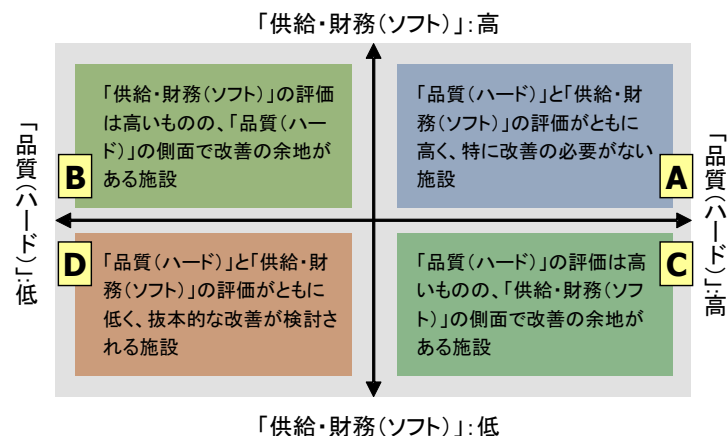 「供給・財務(ソフト)」:高
「供給・財務(ソフト)」の評価
は高いものの、「品質(ハー
ド)」の側面で改善の余地が
ある施設
B
「品質(ハード)」と「供給・財
務(ソフト)」の評価がともに
高く、特に改善の必要がない
施設
A
「品質(ハード)」:低
「品質(ハード)」:高
D
「品質(ハード)」と「供給・財
務(ソフト)」の評価がともに
低く、抜本的な改善が検討さ
れる施設
C
「品質(ハード)」の評価は高
いものの、「供給・財務(ソフ
ト)」の側面で改善の余地が
ある施設
「供給・財務(ソフト)」:低